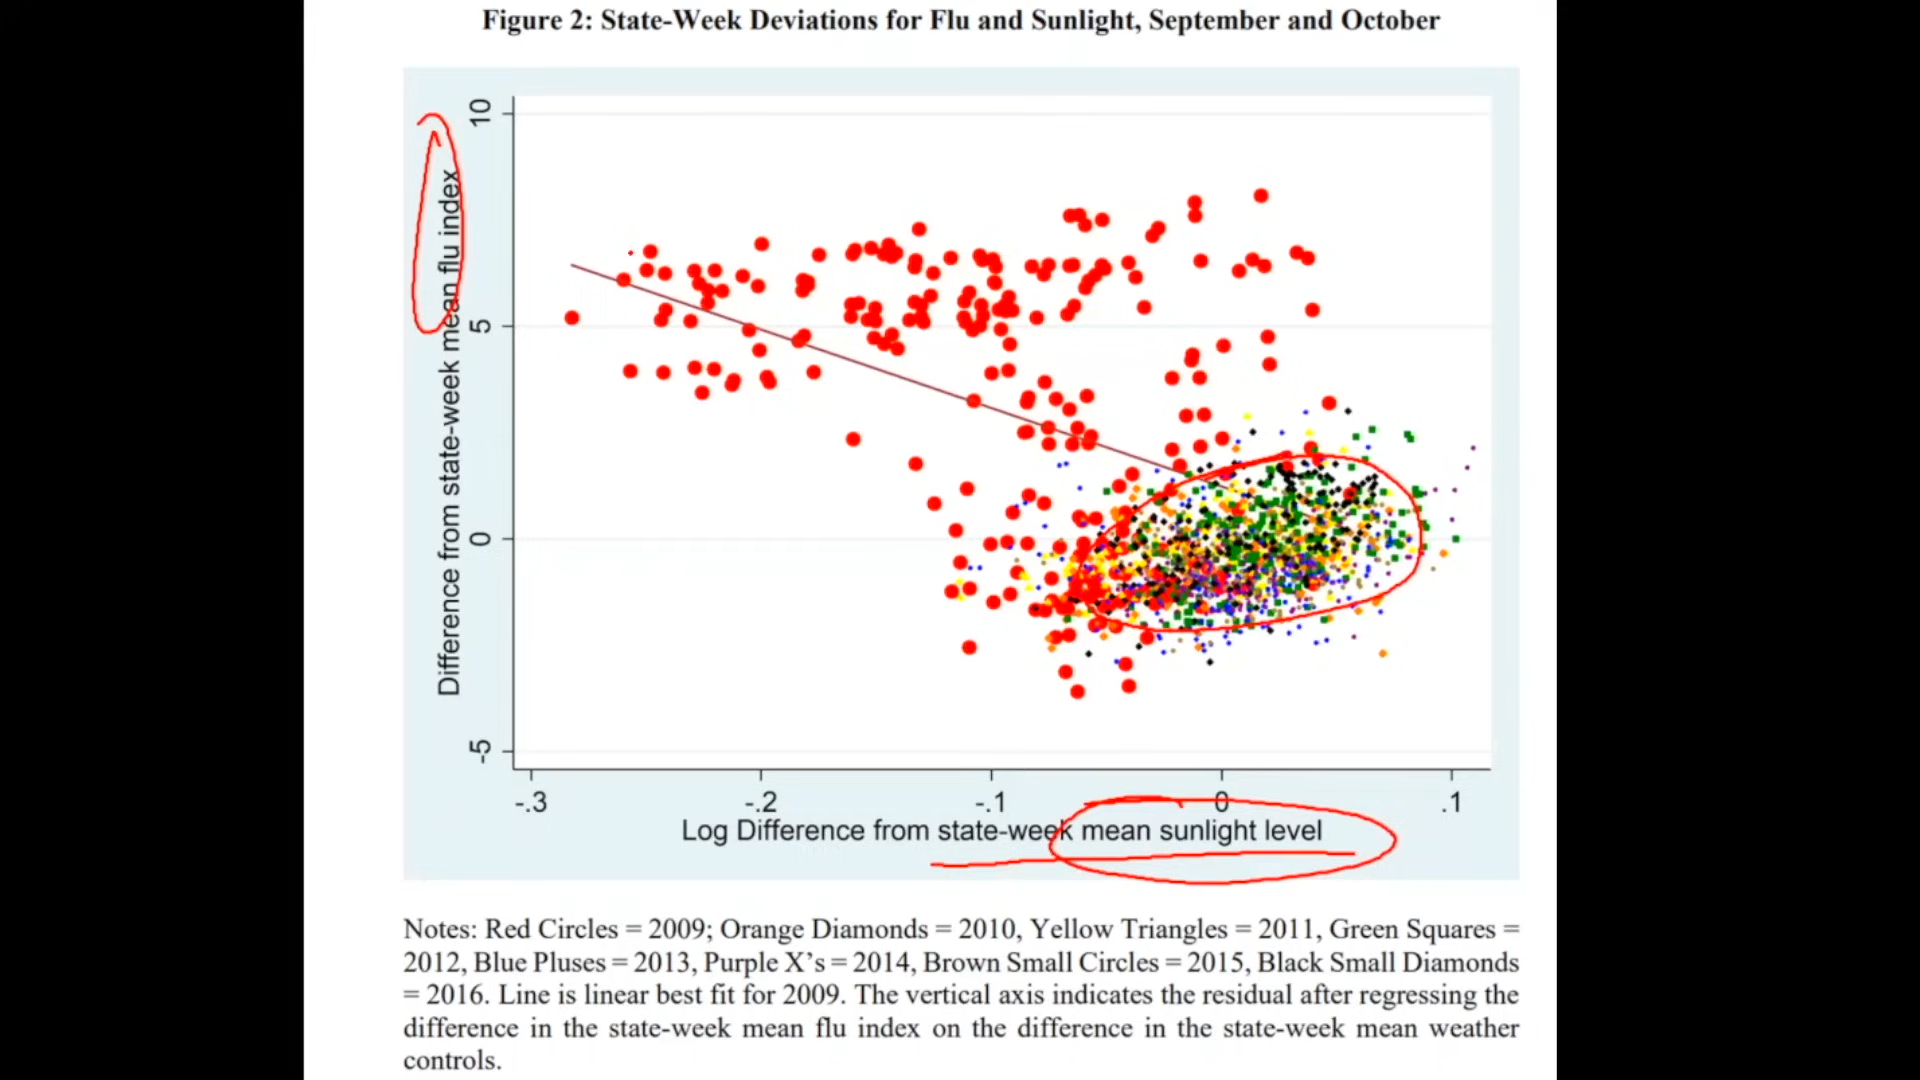 Figure 2: State-Week Deviations for Flu and Sunlight, September and October
Difference from state-week mean flu index
10
5
0
-5
-.3 -.2 -.1 0 .1
Log Difference from state-week mean sunlight level
Notes: Red Circles = 2009; Orange Diamonds = 2010, Yellow Triangles = 2011, Green Squares =
2012, Blue Pluses = 2013, Purple X's = 2014, Brown Small Circles = 2015, Black Small Diamonds
= 2016. Line is linear best fit for 2009. The vertical axis indicates the residual after regressing the
difference in the state-week mean flu index on the difference in the state-week mean weather
controls.